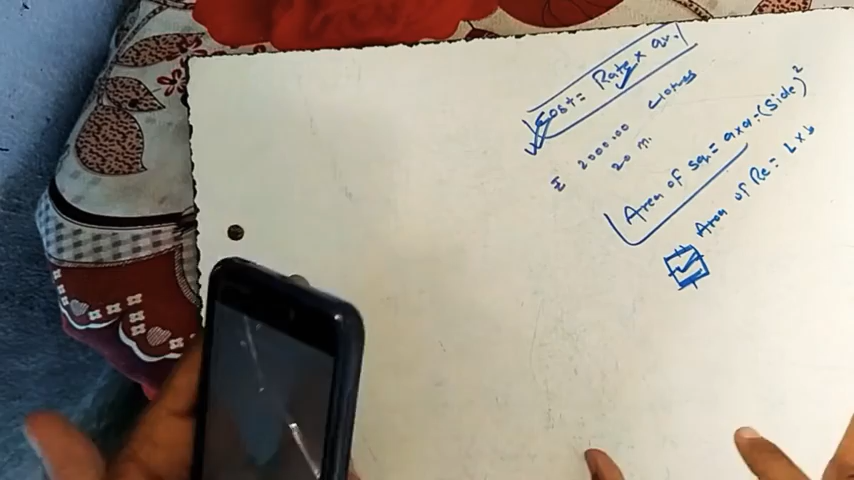 Cost = Rate × ar.
clothes
= 2000.00
20 m.
Area of sq. = a×a = (Side)²
Area of Re = L × b